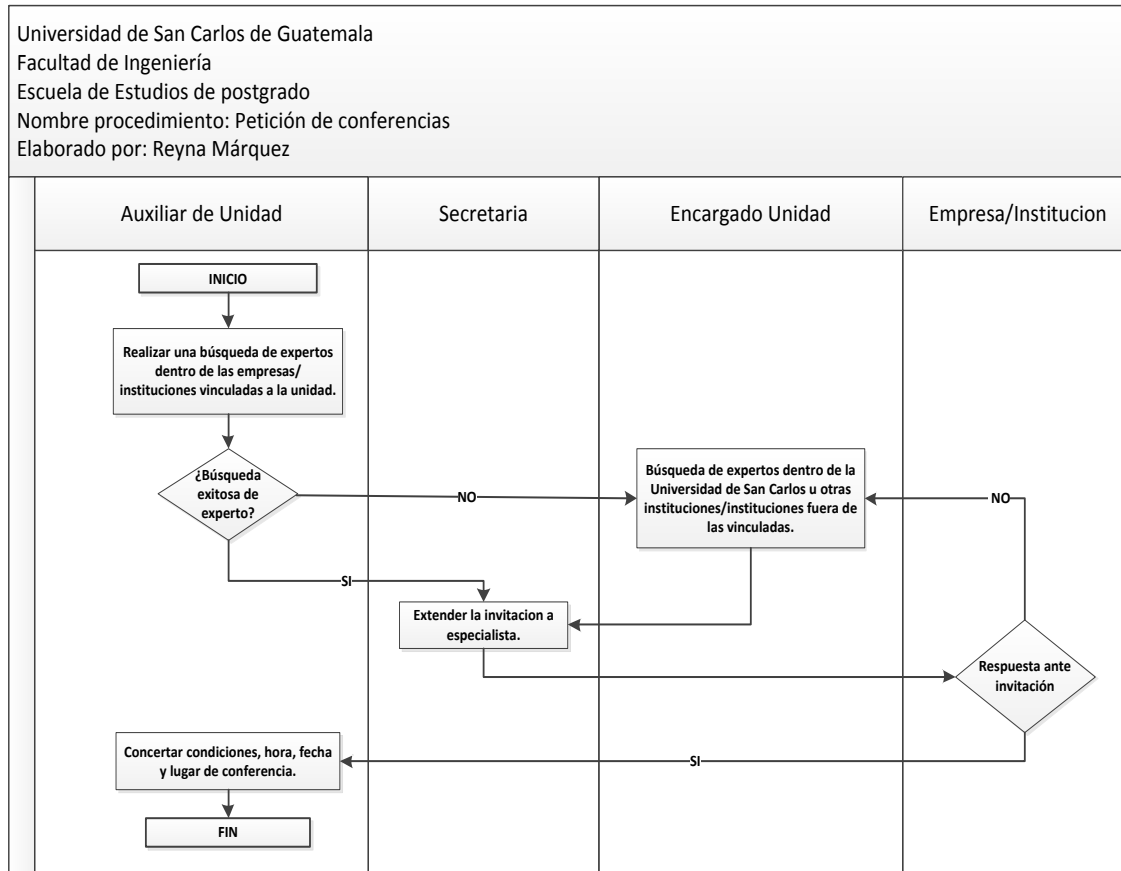 Universidad de San Carlos de Guatemala
Facultad de Ingeniería
Escuela de Estudios de postgrado
Nombre procedimiento: Petición de conferencias
Elaborado por: Reyna Márquez
Auxiliar de Unidad
Secretaria
Encargado Unidad
Empresa/Institucion
INICIO
Realizar una búsqueda de expertos
dentro de las empresas/
instituciones vinculadas a la unidad.
¿Búsqueda
exitosa de
experto?
NO
Búsqueda de expertos dentro de la
Universidad de San Carlos u otras
instituciones/instituciones fuera de
las vinculadas.
NO
SI
Extender la invitacion a
especialista.
Respuesta ante
invitación
Concertar condiciones, hora, fecha
y lugar de conferencia.
SI
FIN